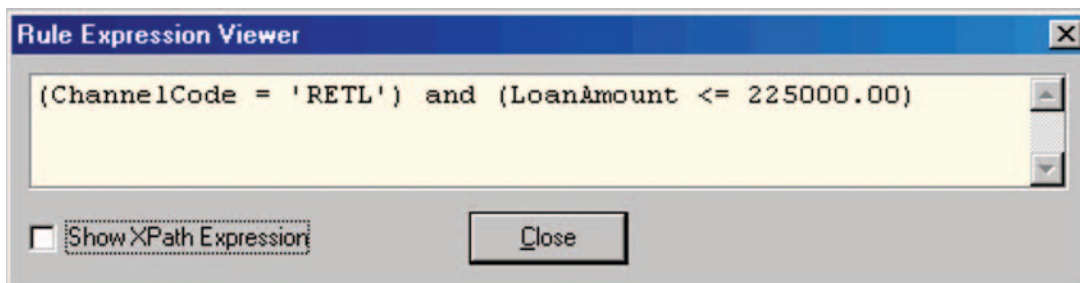 Rule Expression Viewer
(ChannelCode = 'RETL') and (LoanAmount <= 225000.00)
Show XPath Expression
Close